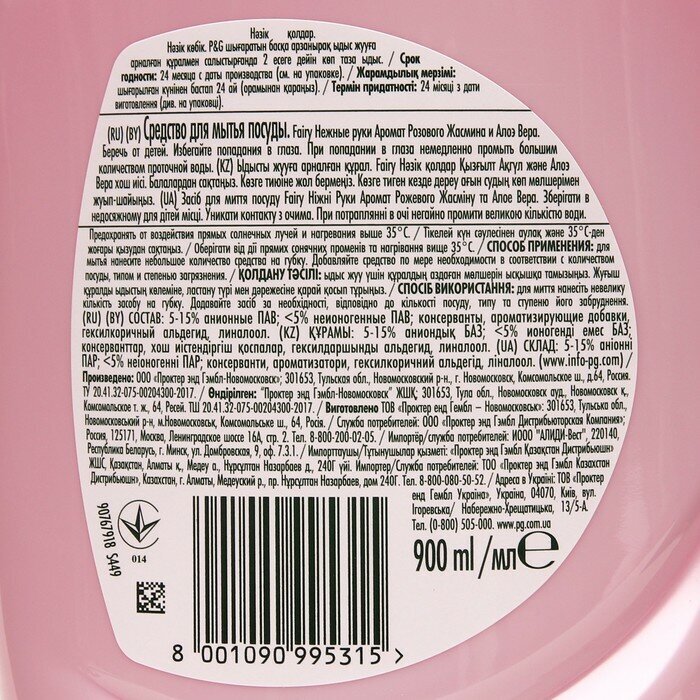 Нәзік қолдар.
Нәзік көбік. P&G шығаратын басқа арзанырақ ыдыс жууға
арналған құралмен салыстырғанда 2 есеге дейін көп таза ыдыс. / Срок
годности: 24 месяца с даты производства (см. на упаковке). / Жарамдылық мерзімі:
шығарылған күнінен бастап 24 ай (орамынан қараңыз). / Термін придатності: 24 місяці з дати
виготовлення (див. на упаковці).
(RU) (BY) Средство для мытья посуды. Fairy Нежные руки Аромат Розового Жасмина и Алоэ Вера.
Беречь от детей. Избегайте попадания в глаза. При попадании в глаза немедленно промыть большим
количеством проточной воды. (KZ) Ыдысты жууға арналған құрал. Fairy Нәзік қолдар Қызғылт Ақгүл және Алоэ
Вера хош иісі. Балалардан сақтаңыз. Көзге тиюіне жол бермеңіз. Көзге тиген кезде дереу ағын судың көп мөлшерімен
жуып-шайыңыз. (UA) Засіб для миття посуду Fairy Ніжні Руки Аромат Рожевого Жасміну та Алое Вера. Зберігати в
недосяжному для дітей місці. Уникати контакту з очима. При потраплянні в очі негайно промити великою кількістю води.
Предохранять от воздействия прямых солнечных лучей и нагревания выше 35°С. / Тікелей күн сәулесінен аулақ және 35°С-ден
жоғары қызудан сақтаңыз. / Оберігати від дії прямих сонячних променів та нагрівання вище 35°С. СПОСОБ ПРИМЕНЕНИЯ: для
мытья нанесите небольшое количество средства на губку. Добавляйте средство по мере необходимости в соответствии с количеством
посуды, типом и степенью загрязнения. / ҚОЛДАНУ ТӘСІЛІ: ыдыс жуу үшін құралдың аздаған мөлшерін ысқышқа тамызыңыз. Жуғыш
құралды ыдыстың көлеміне, ластану түрі мен дәрежесіне қарай қосып тұрыңыз. / СПОСІБ ВИКОРИСТАННЯ: для миття нанесіть невелику
кількість засобу на губку. Додавайте засіб за необхідності, відповідно до кількості посуду, типу та ступеню його забруднення.
(RU) (BY) СОСТАВ: 5-15% анионные ПАВ; <5% неионогенные ПАВ; консерванты, ароматизирующие добавки,
гексилкоричный альдегид, линалоол. (KZ) ҚҰРАМЫ: 5-15% аниондық БАЗ; <5% ионогенді емес БАЗ;
консерванттар, хош иістендіргіш қоспалар, гексилдаршынды альдегид, линалоол. (UA) СКЛАД: 5-15% аніонні
ПАР; <5% неіоногенні ПАР; консерванти, ароматизатори, гексилкоричний альдегід, ліналоол. (www.info-pg.com) /
Произведено: ООО «Проктер энд Гэмбл-Новомосковск»; 301653, Тульская обл., Новомосковский р-н, г. Новомосковск, Комсомольское ш., д.64, Россия.
ТУ 20.41.32-075-00204300-2017. / Өндірілген: "Проктер энд Гэмбл-Новомосковск" ЖШҚ; 301653, Тула обл., Новомосковск ауд., Новомосковск қ.,
Комсомольское т. ж., 64, Ресей. ТШ 20.41.32-075-00204300-2017. / Виготовлено ТОВ «Проктер енд Гембл – Новомосковськ»; 301653, Тульська обл.,
Новомосковський р-н, м. Новомосковськ, Комсомольське ш., 64, Росія. / Служба потребителей: ООО «Проктер энд Гэмбл Дистрибьюторская Компания»;
Россия, 125171, Москва, Ленинградское шоссе 16А, стр. 2. Тел. 8-800-200-02-05. / Импортёр/служба потребителей: ИООО "АЛИДИ-Вест", 220140,
Республика Беларусь, г. Минск, ул. Домбровская, 9, оф. 7.3.1. / Импорттаушы/Тұтынушылар қызметі: "Проктер энд Гэмбл Казахстан Дистрибьюшн"
ЖШС, Қазақстан, Алматы қ., Медеу а., Нұрсұлтан Назарбаев д., 240Г үйі. Импортер/служба потребителей: ТОО «Проктер энд Гэмбл Казахстан
Дистрибьюшн», Казахстан, г. Алматы, Медеуский р., пр. Нурсултан Назарбаев, дом 240Г. Тел. 8-800-080-50-52. / Адреса в Україні: ТОВ «Проктер
енд Гембл Україна», Україна, 04070, Київ, вул.
Ігоревська/ Набережно-Хрещатицька, 13/5-А.
Тел. (0-800) 505-000. www.pg.com.ua
90767918 S449
014
900 ml /мл e
8 001090 995315 >